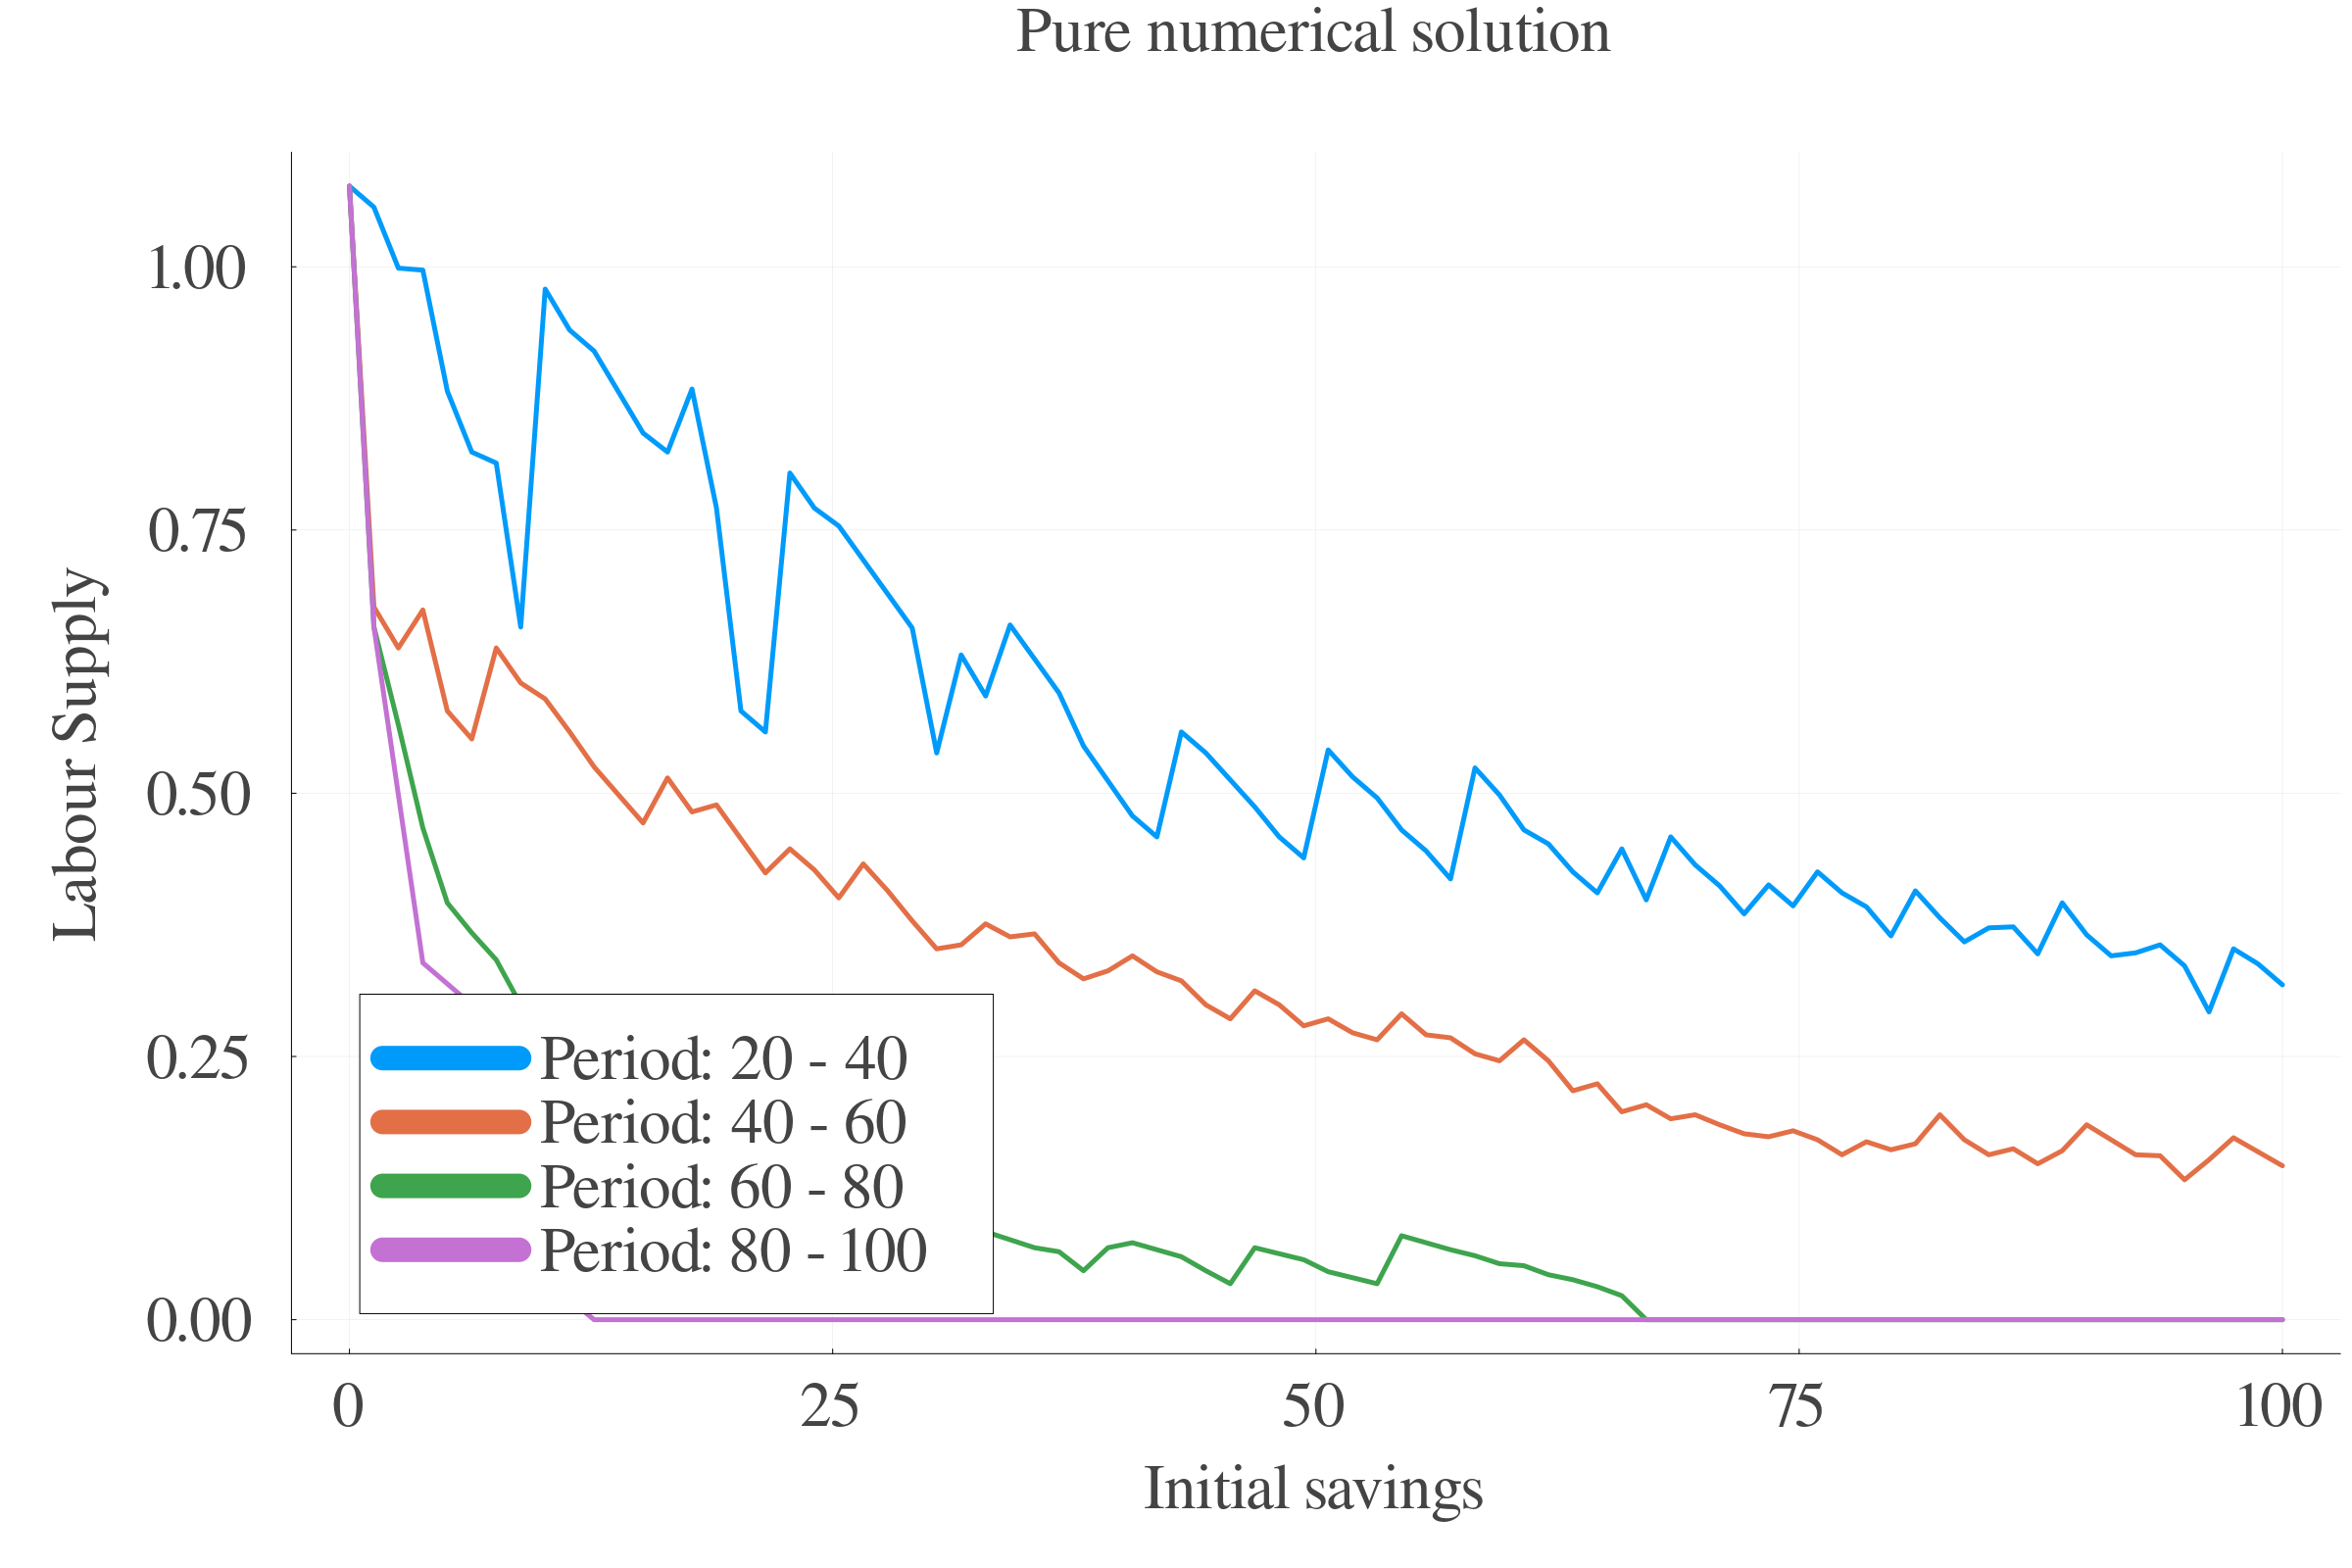 Pure numerical solution
1.00
0.75
0.50
0.25
0.00
Labour Supply
Period: 20 - 40
Period: 40 - 60
Period: 60 - 80
Period: 80 - 100
0 25 50 75 100
Initial savings